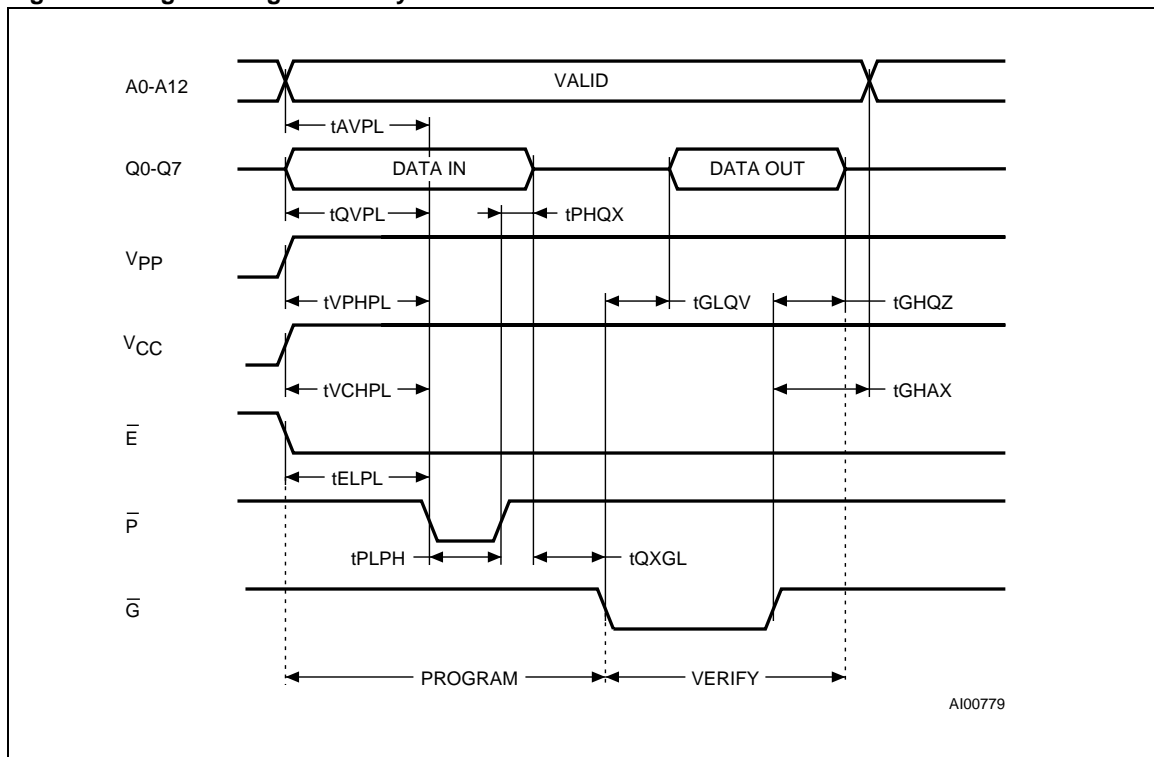 A0-A12
VALID
tAVPL
Q0-Q7
DATA IN
DATA OUT
tQVPL
tPHQX
VPP
tVPHPL
tGLQV
tGHQZ
VCC
tVCHPL
tGHAX
E̅
tELPL
P̅
tPLPH
tQXGL
G̅
PROGRAM
VERIFY
AI00779